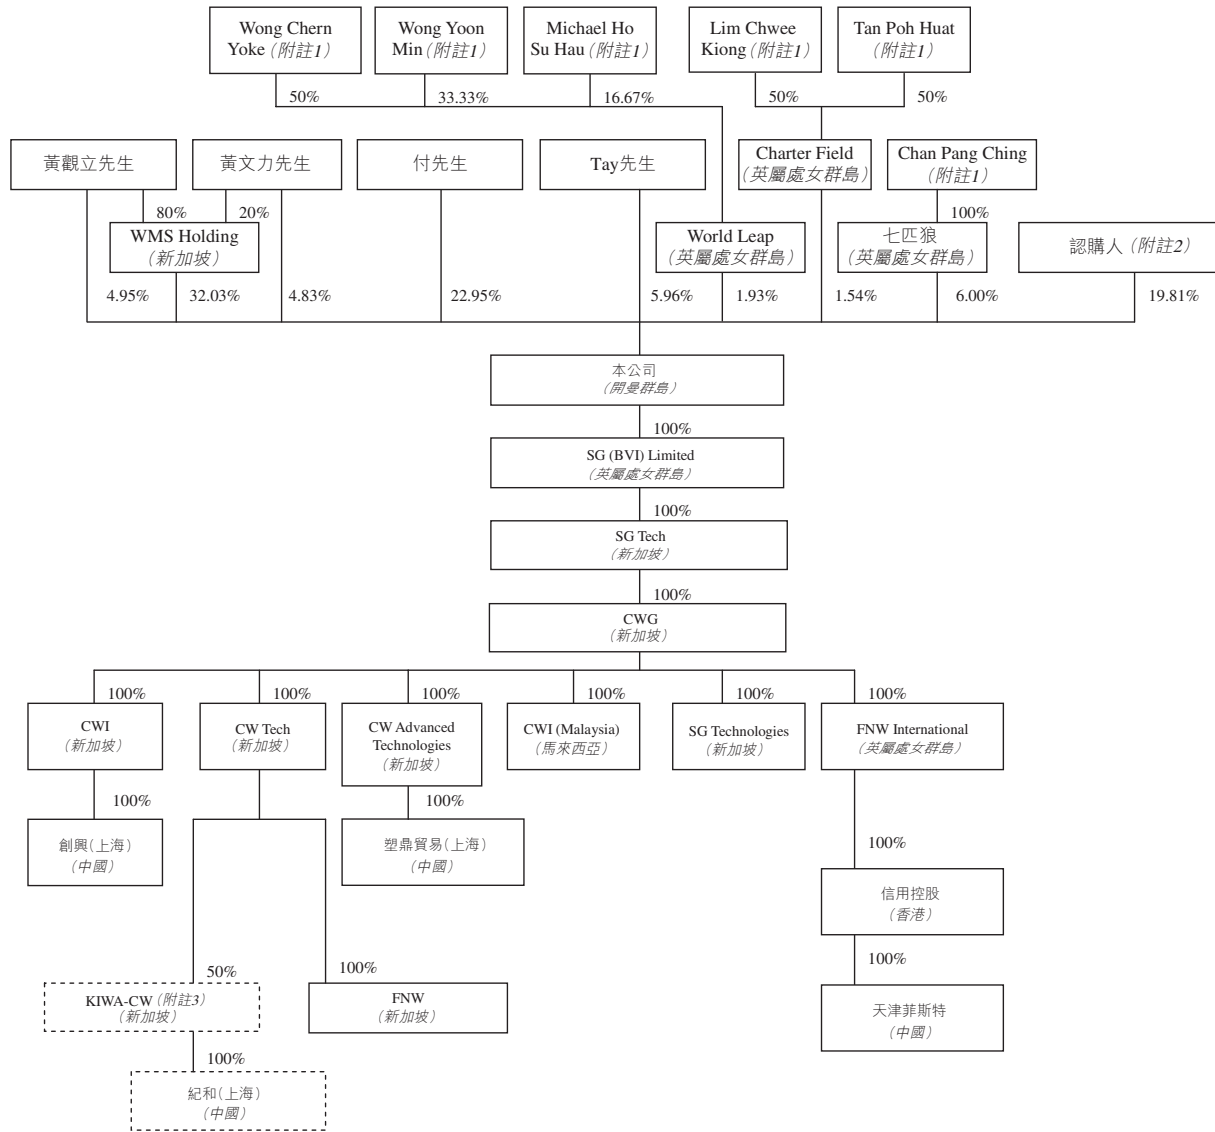 Wong Chern
Yoke (附註1)
Wong Yoon
Min (附註1)
Michael Ho
Su Hau (附註1)
Lim Chwee
Kiong (附註1)
Tan Poh Huat
(附註1)
50%
33.33%
16.67%
50%
50%
黃觀立先生
黃文力先生
付先生
Tay先生
Charter Field
(英屬處女群島)
Chan Pang Ching
(附註1)
80%
20%
100%
WMS Holding
(新加坡)
World Leap
(英屬處女群島)
七匹狼
(英屬處女群島)
認購人 (附註2)
4.95%
32.03%
4.83%
22.95%
5.96%
1.93%
1.54%
6.00%
19.81%
本公司
(開曼群島)
100%
SG (BVI) Limited
(英屬處女群島)
100%
SG Tech
(新加坡)
100%
CWG
(新加坡)
100%
100%
100%
100%
100%
100%
CWI
(新加坡)
CW Tech
(新加坡)
CW Advanced
Technologies
(新加坡)
CWI (Malaysia)
(馬來西亞)
SG Technologies
(新加坡)
FNW International
(英屬處女群島)
100%
100%
創興(上海)
(中國)
塑鼎貿易(上海)
(中國)
100%
信用控股
(香港)
50%
100%
100%
KIWA-CW (附註3)
(新加坡)
FNW
(新加坡)
天津菲斯特
(中國)
100%
紀和(上海)
(中國)